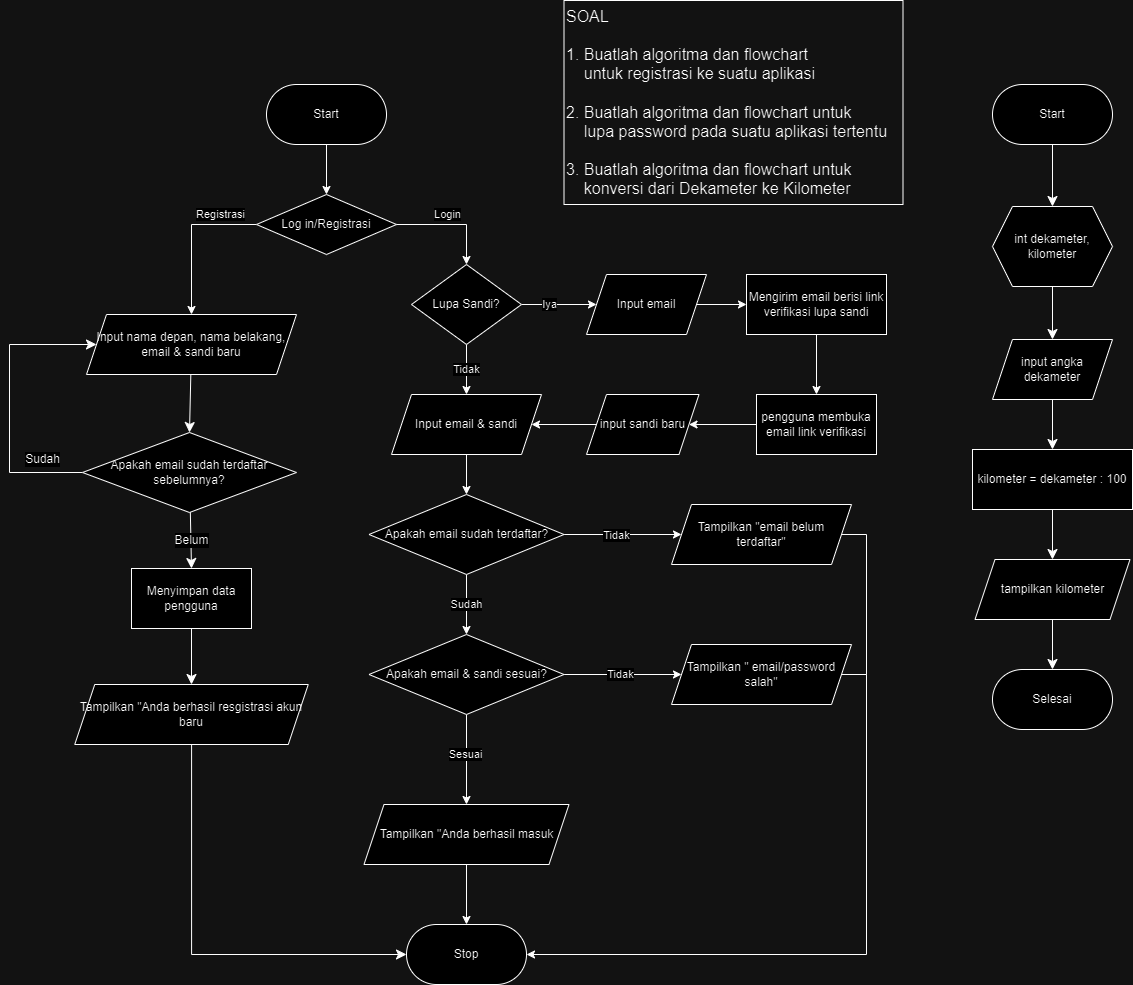 SOAL
1. Buatlah algoritma dan flowchart
untuk registrasi ke suatu aplikasi
2. Buatlah algoritma dan flowchart untuk
lupa password pada suatu aplikasi tertentu
3. Buatlah algoritma dan flowchart untuk
konversi dari Dekameter ke Kilometer
Start
Log in/Registrasi
Registrasi
Login
Input nama depan, nama belakang,
email & sandi baru
Sudah
Apakah email sudah terdaftar
sebelumnya?
Belum
Menyimpan data
pengguna
Tampilkan "Anda berhasil resgistrasi akun
baru
Lupa Sandi?
Iya
Input email
Mengirim email berisi link
verifikasi lupa sandi
pengguna membuka
email link verifikasi
input sandi baru
Tidak
Input email & sandi
Apakah email sudah terdaftar?
Tidak
Tampilkan "email belum
terdaftar"
Sudah
Apakah email & sandi sesuai?
Tidak
Tampilkan " email/password
salah"
Sesuai
Tampilkan "Anda berhasil masuk
Stop
Start
int dekameter,
kilometer
input angka
dekameter
kilometer = dekameter : 100
tampilkan kilometer
Selesai